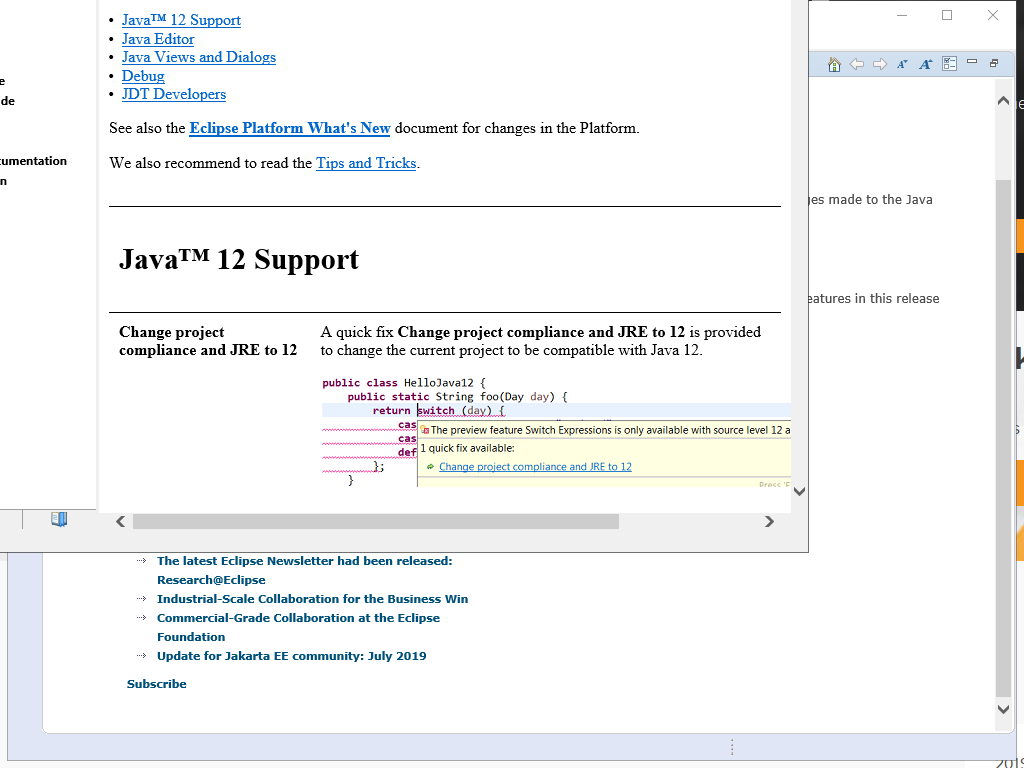 • Java™ 12 Support
• Java Editor
• Java Views and Dialogs
• Debug
• JDT Developers
See also the Eclipse Platform What's New document for changes in the Platform.
We also recommend to read the Tips and Tricks.
Java™ 12 Support
Change project compliance and JRE to 12
A quick fix Change project compliance and JRE to 12 is provided
to change the current project to be compatible with Java 12.
public class HelloJava12 {
public static String foo(Day day) {
return switch (day) {
cas
cas
def
};
}
The preview feature Switch Expressions is only available with source level 12 a
1 quick fix available:
Change project compliance and JRE to 12
made to the Java
in this release
The latest Eclipse Newsletter had been released:
Research@Eclipse
Industrial-Scale Collaboration for the Business Win
Commercial-Grade Collaboration at the Eclipse
Foundation
Update for Jakarta EE community: July 2019
Subscribe